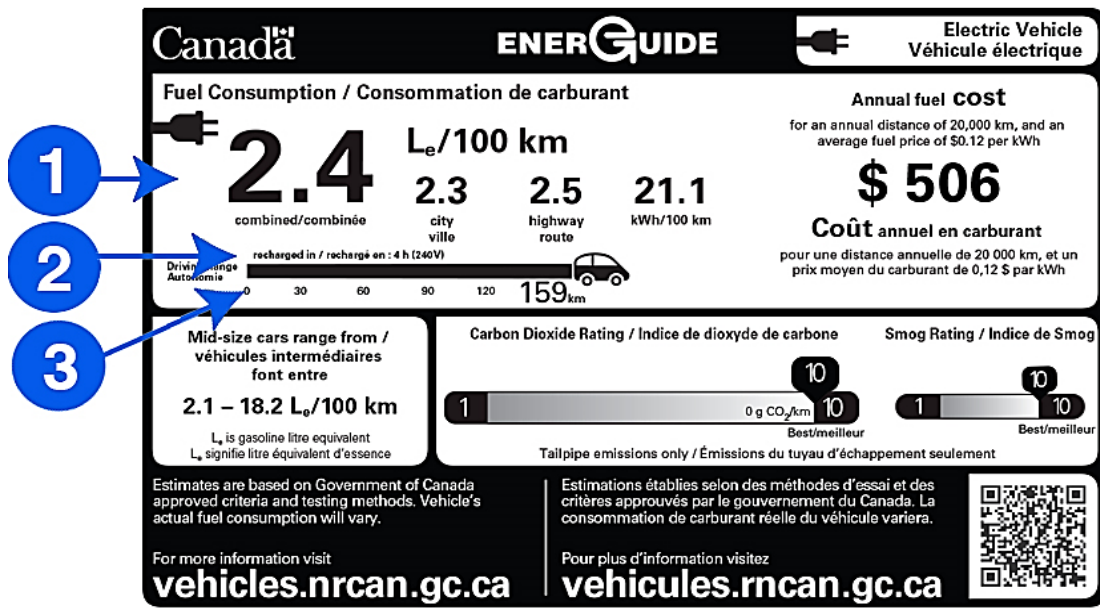 Canada
ENERGUIDE
Electric Vehicle
Véhicule électrique
Fuel Consumption / Consommation de carburant
1
2.4
combined/combinée
Le/100 km
2.3
city
ville
2.5
highway
route
21.1
kWh/100 km
Annual fuel cost
for an annual distance of 20,000 km, and an
average fuel price of $0.12 per kWh
$ 506
Coût annuel en carburant
pour une distance annuelle de 20 000 km, et un
prix moyen du carburant de 0,12 $ par kWh
2
recharged in / rechargé en : 4 h (240V)
Autonomie
0 30 60 90 120 159 km
3
Mid-size cars range from /
véhicules intermédiaires
font entre
2.1 – 18.2 Le/100 km
Le is gasoline litre equivalent
Le signifie litre équivalent d'essence
Carbon Dioxide Rating / Indice de dioxyde de carbone
10
1 0 g CO2/km 10
Best/meilleur
Smog Rating / Indice de Smog
10
1 10
Best/meilleur
Tailpipe emissions only / Émissions du tuyau d'échappement seulement
Estimates are based on Government of Canada
approved criteria and testing methods. Vehicle's
actual fuel consumption will vary.
For more information visit
vehicles.nrcan.gc.ca
Estimations établies selon des méthodes d'essai et des
critères approuvés par le gouvernement du Canada. La
consommation de carburant réelle du véhicule variera.
Pour plus d'information visitez
vehicules.rncan.gc.ca